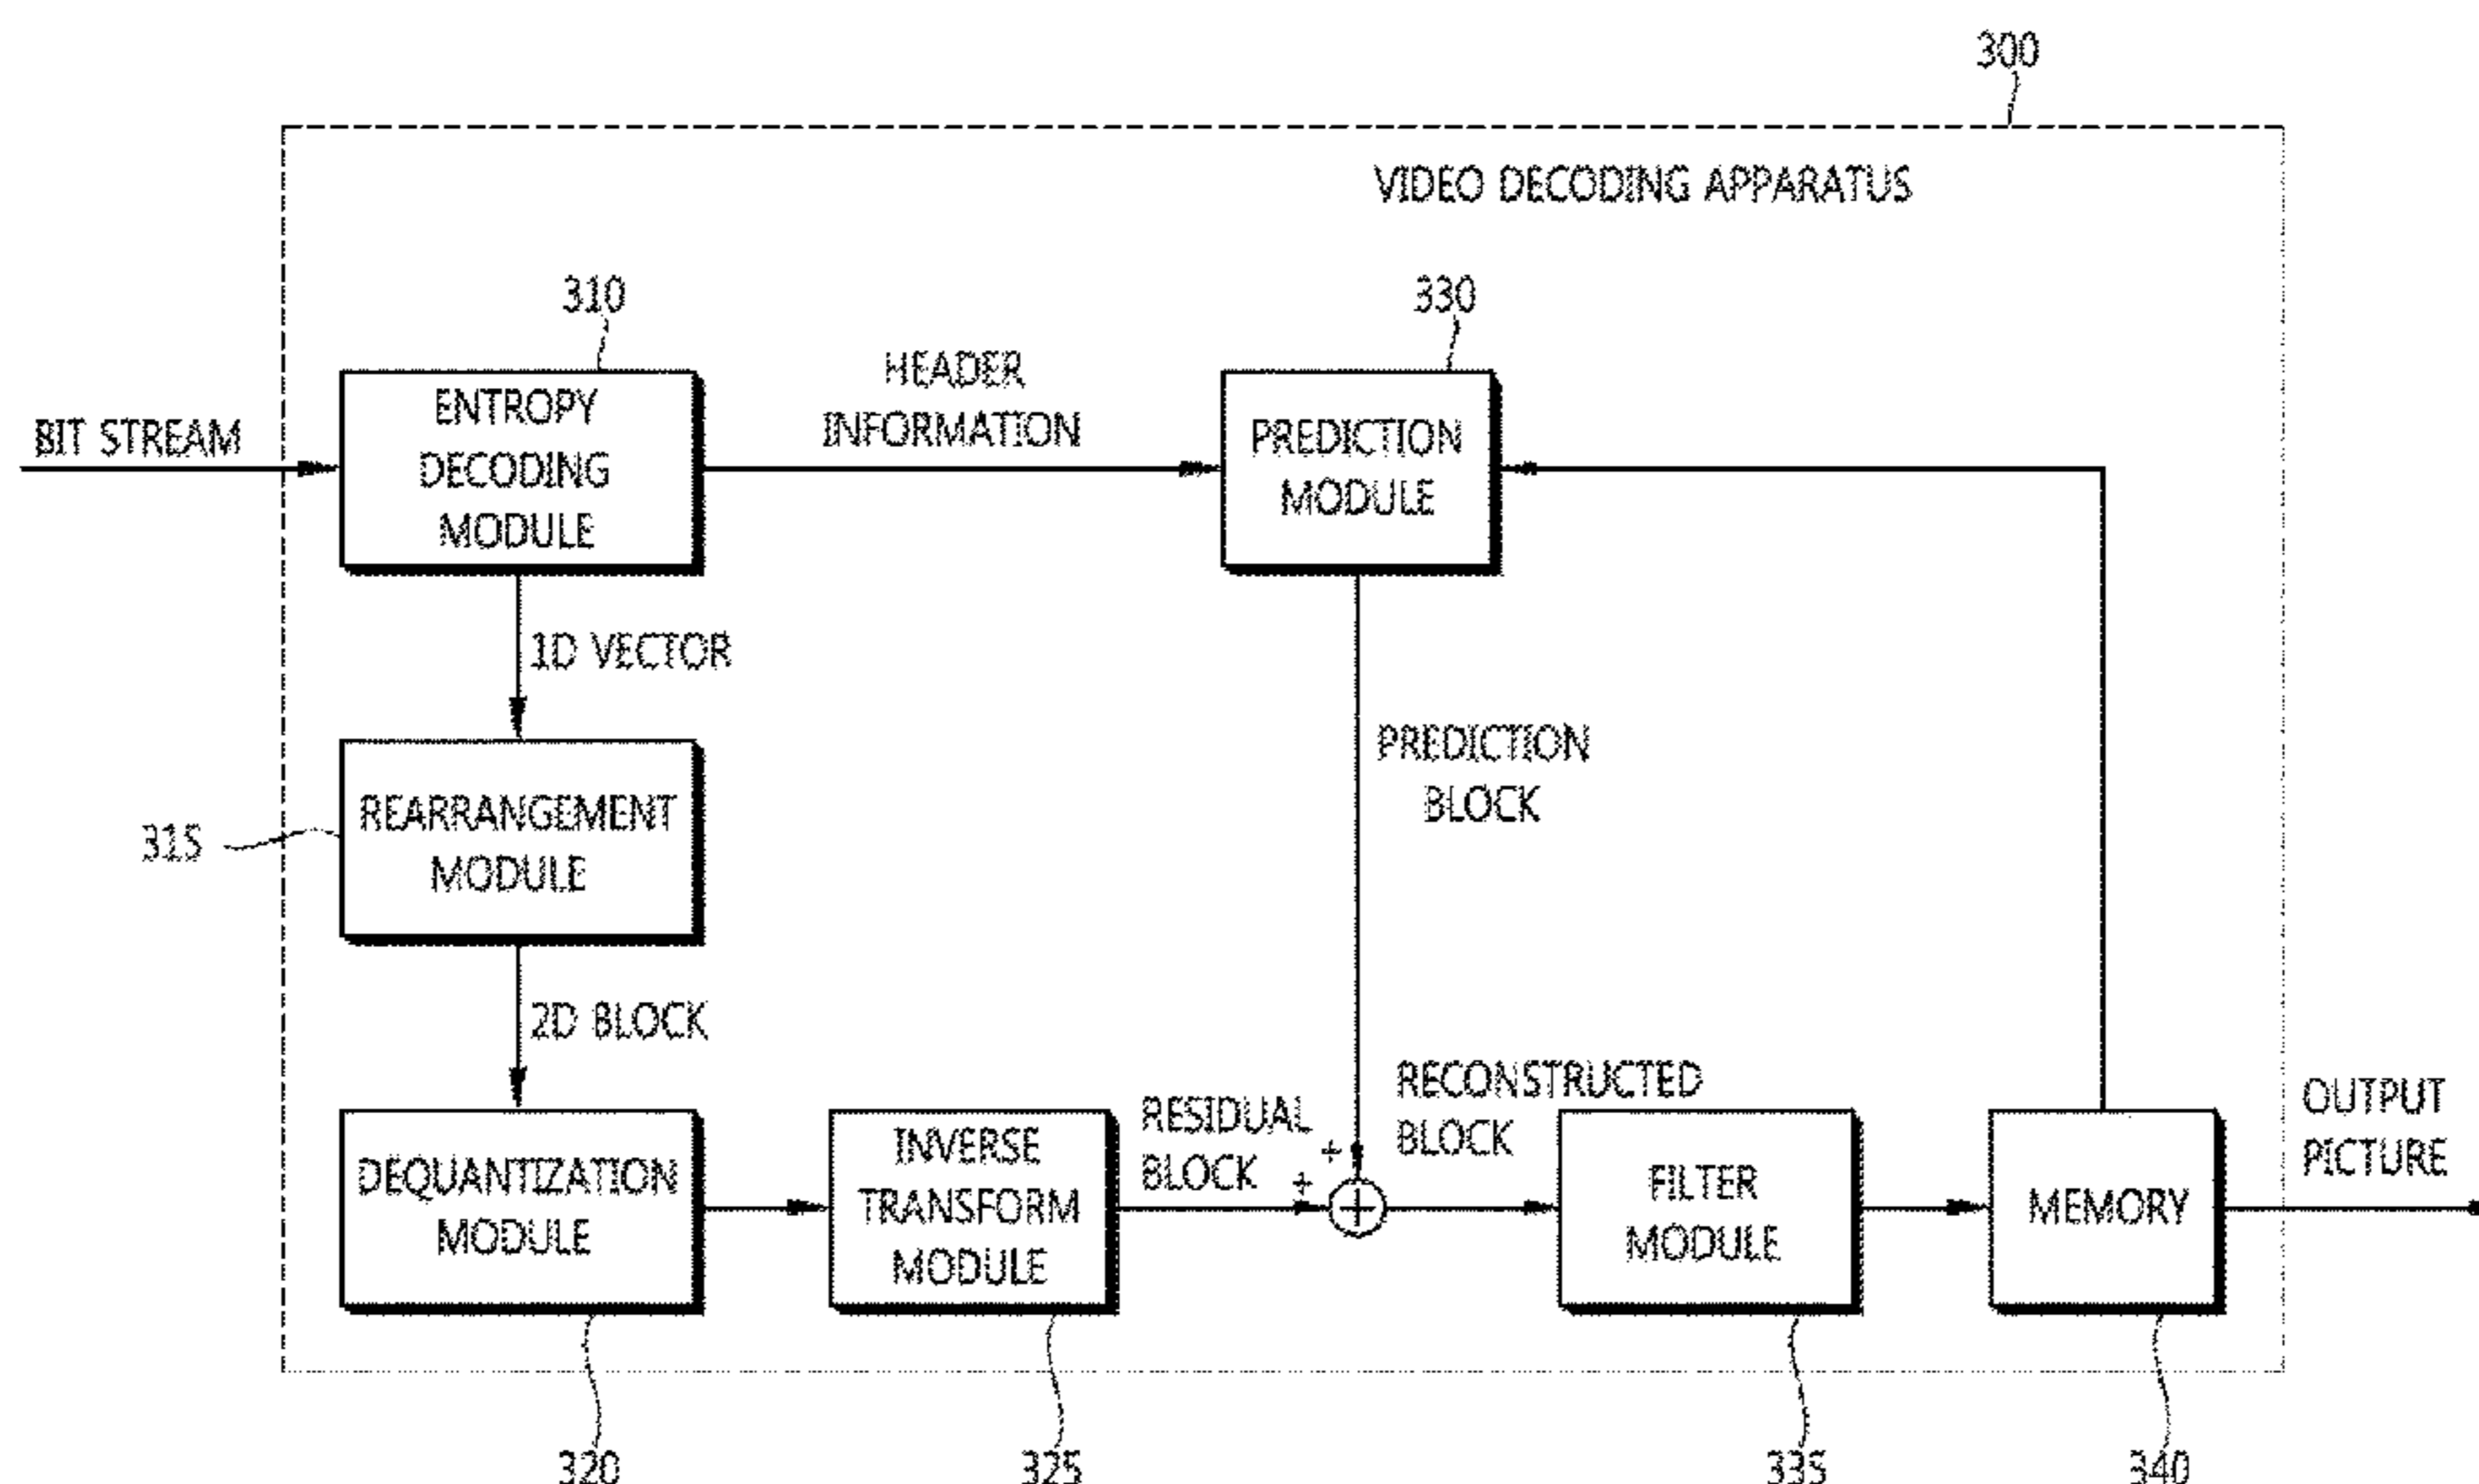 300
VIDEO DECODING APPARATUS
310
330
BIT STREAM
ENTROPY
DECODING
MODULE
HEADER
INFORMATION
PREDICTION
MODULE
1D VECTOR
PREDICTION
BLOCK
315
REARRANGEMENT
MODULE
2D BLOCK
DEQUANTIZATION
MODULE
INVERSE
TRANSFORM
MODULE
RESIDUAL
BLOCK
+
+
+
RECONSTRUCTED
BLOCK
FILTER
MODULE
MEMORY
OUTPUT
PICTURE
320
325
335
340